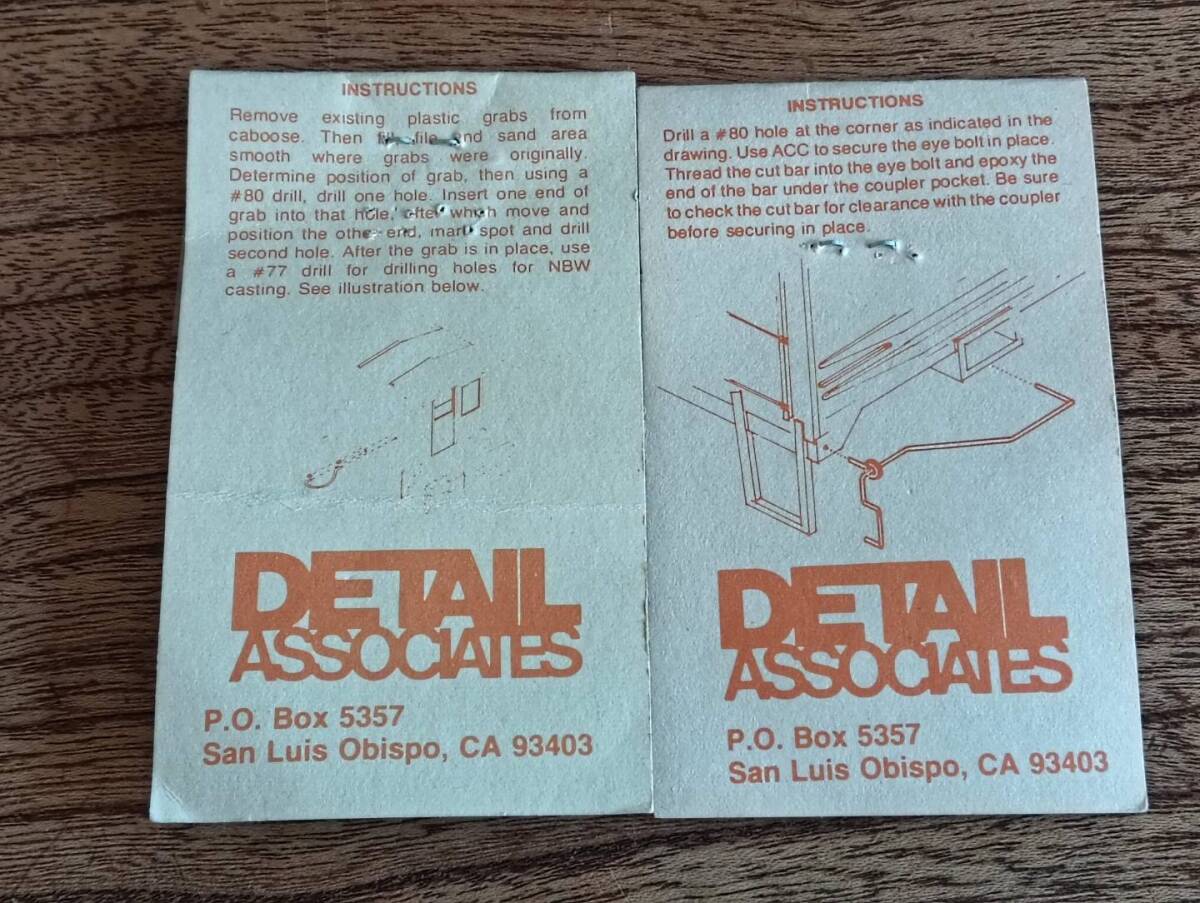 INSTRUCTIONS
Remove existing plastic grabs from
caboose. Then fill, file and sand area
smooth where grabs were originally.
Determine position of grab, then using a
#80 drill, drill one hole. Insert one end of
grab into that hole, after which move and
position the other end, mark spot and drill
second hole. After the grab is in place, use
a #77 drill for drilling holes for NBW
casting. See illustration below.
DETAIL
ASSOCIATES
P.O. Box 5357
San Luis Obispo, CA 93403
INSTRUCTIONS
Drill a #80 hole at the corner as indicated in the
drawing. Use ACC to secure the eye bolt in place.
Thread the cut bar into the eye bolt and epoxy the
end of the bar under the coupler pocket. Be sure
to check the cut bar for clearance with the coupler
before securing in place.
DETAIL
ASSOCIATES
P.O. Box 5357
San Luis Obispo, CA 93403